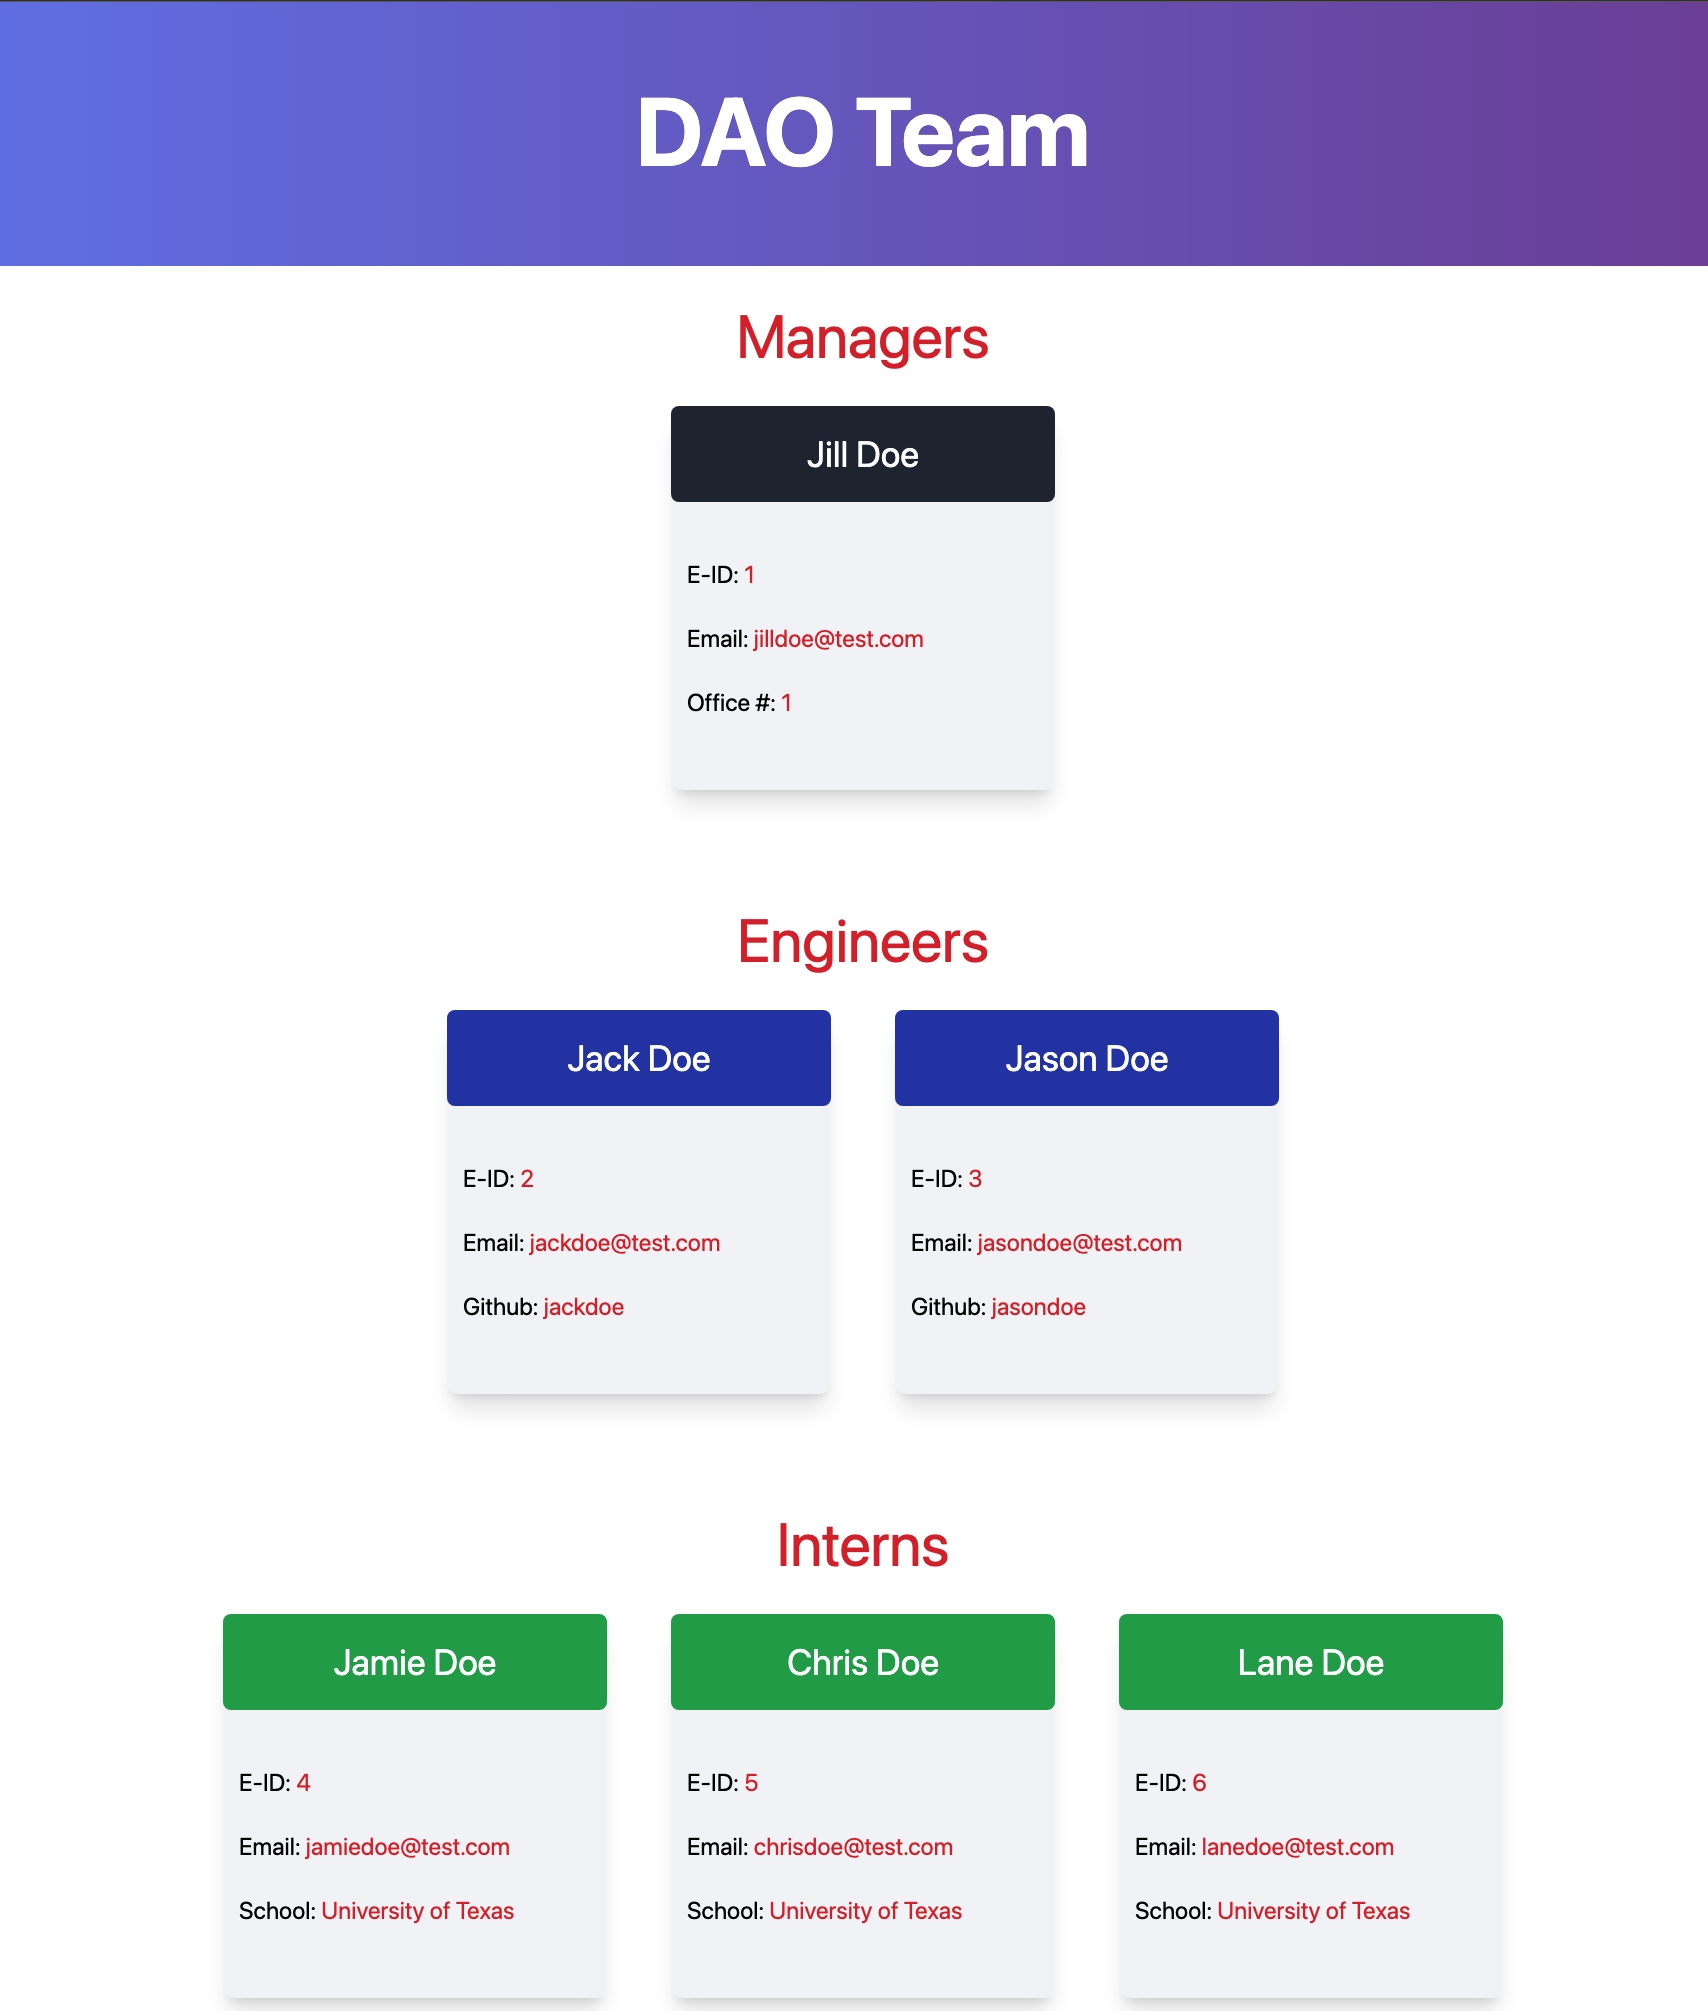 DAO Team
Managers
Jill Doe
E-ID: 1
Email: jilldoe@test.com
Office #: 1
Engineers
Jack Doe
E-ID: 2
Email: jackdoe@test.com
Github: jackdoe
Jason Doe
E-ID: 3
Email: jasondoe@test.com
Github: jasondoe
Interns
Jamie Doe
E-ID: 4
Email: jamiedoe@test.com
School: University of Texas
Chris Doe
E-ID: 5
Email: chrisdoe@test.com
School: University of Texas
Lane Doe
E-ID: 6
Email: lanedoe@test.com
School: University of Texas